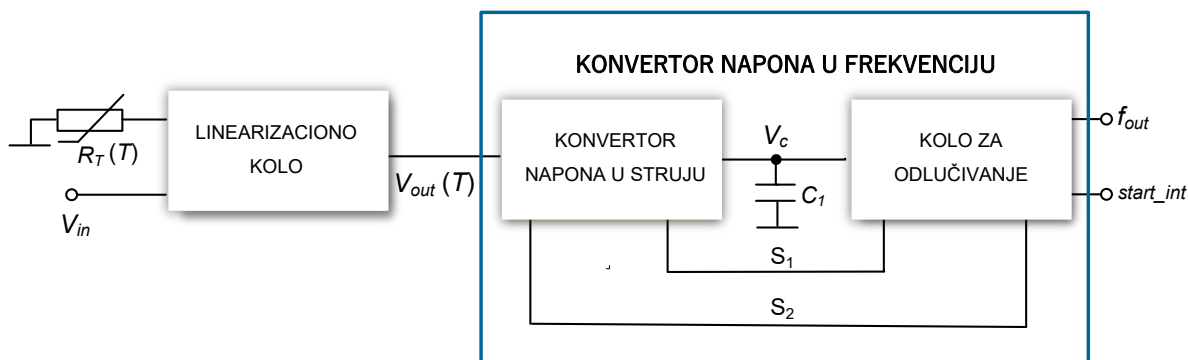 KONVERTOR NAPONA U FREKVENCIJU
R_T (T)
V_in
LINEARIZACIONO
KOLO
V_out (T)
KONVERTOR
NAPONA U STRUJU
V_c
C_1
KOLO ZA
ODLUČIVANJE
f_out
start_int
S_1
S_2